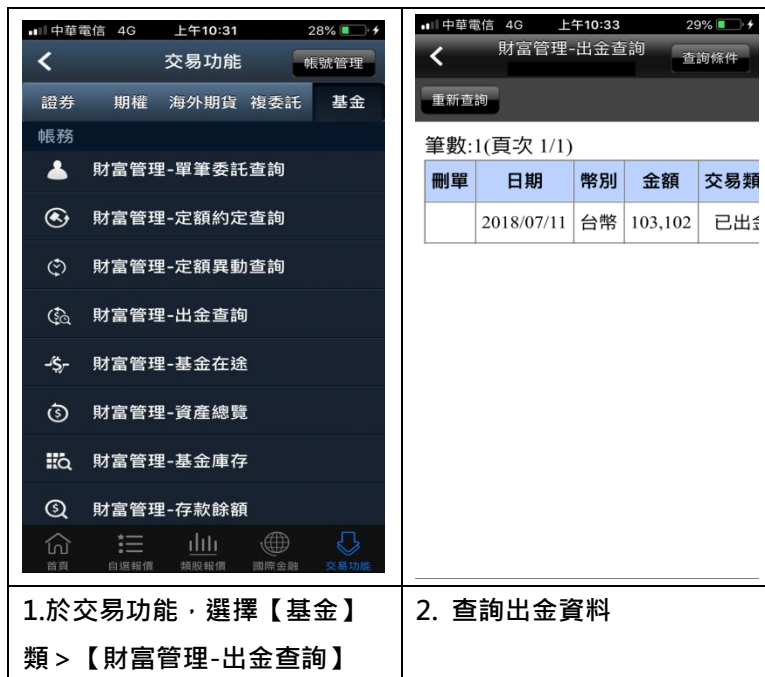 中華電信 4G 上午10:31 28%
交易功能 帳號管理
證券 期權 海外期貨 複委託 基金
帳務
財富管理-單筆委託查詢
財富管理-定額約定查詢
財富管理-定額異動查詢
財富管理-出金查詢
財富管理-基金在途
財富管理-資產總覽
財富管理-基金庫存
財富管理-存款餘額
首頁 自選報價 類股報價 國際金融 交易功能
1.於交易功能，選擇【基金】
類>【財富管理-出金查詢】
中華電信 4G 上午10:33 29%
財富管理-出金查詢 查詢條件
重新查詢
筆數:1(頁次 1/1)
刪單 日期 幣別 金額 交易類
2018/07/11 台幣 103,102 已出
2. 查詢出金資料